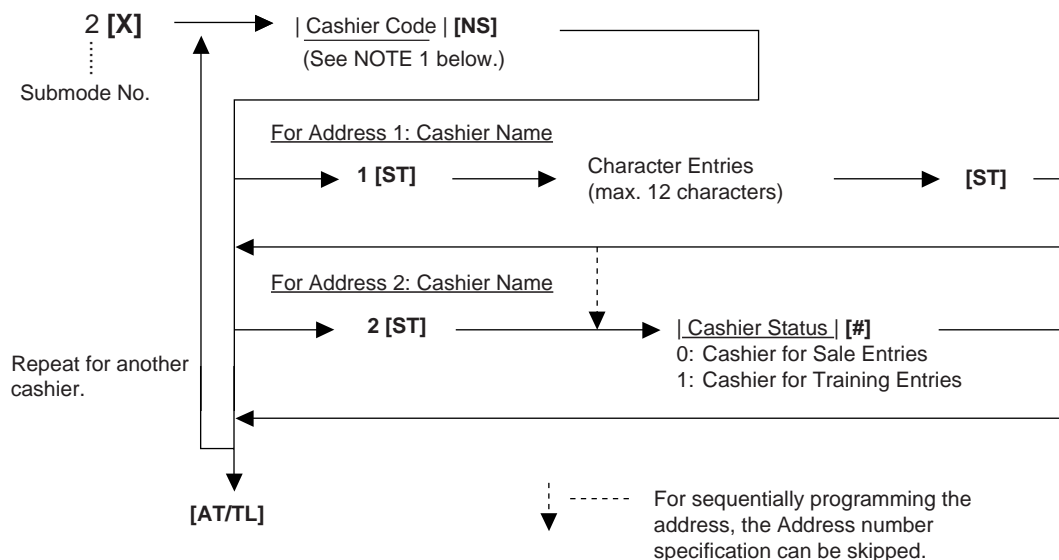 2 [X]
| Cashier Code | [NS]
(See NOTE 1 below.)
Submode No.
For Address 1: Cashier Name
1 [ST]
Character Entries
(max. 12 characters)
[ST]
For Address 2: Cashier Name
2 [ST]
| Cashier Status | [#]
0: Cashier for Sale Entries
1: Cashier for Training Entries
Repeat for another
cashier.
[AT/TL]
For sequentially programming the
address, the Address number
specification can be skipped.